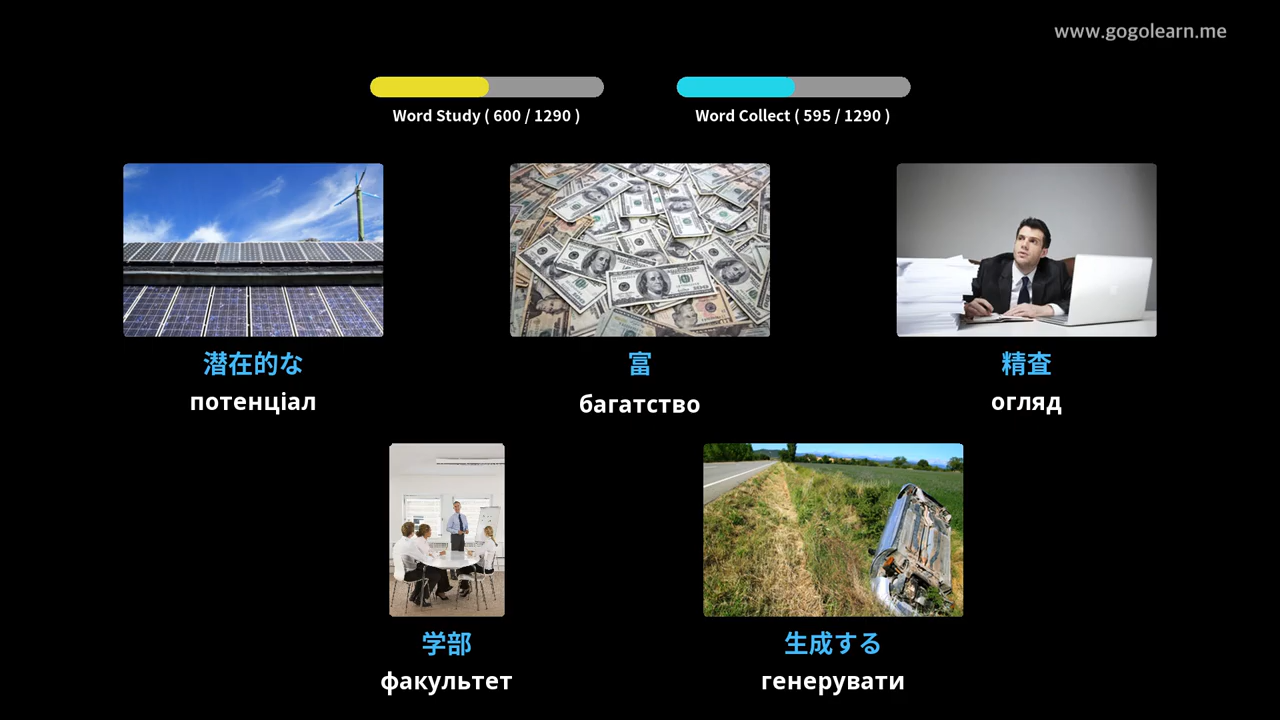 www.gogolearn.me
Word Study ( 600 / 1290 )
Word Collect ( 595 / 1290 )
潜在的な
потенціал
富
багатство
精査
огляд
学部
факультет
生成する
генерувати